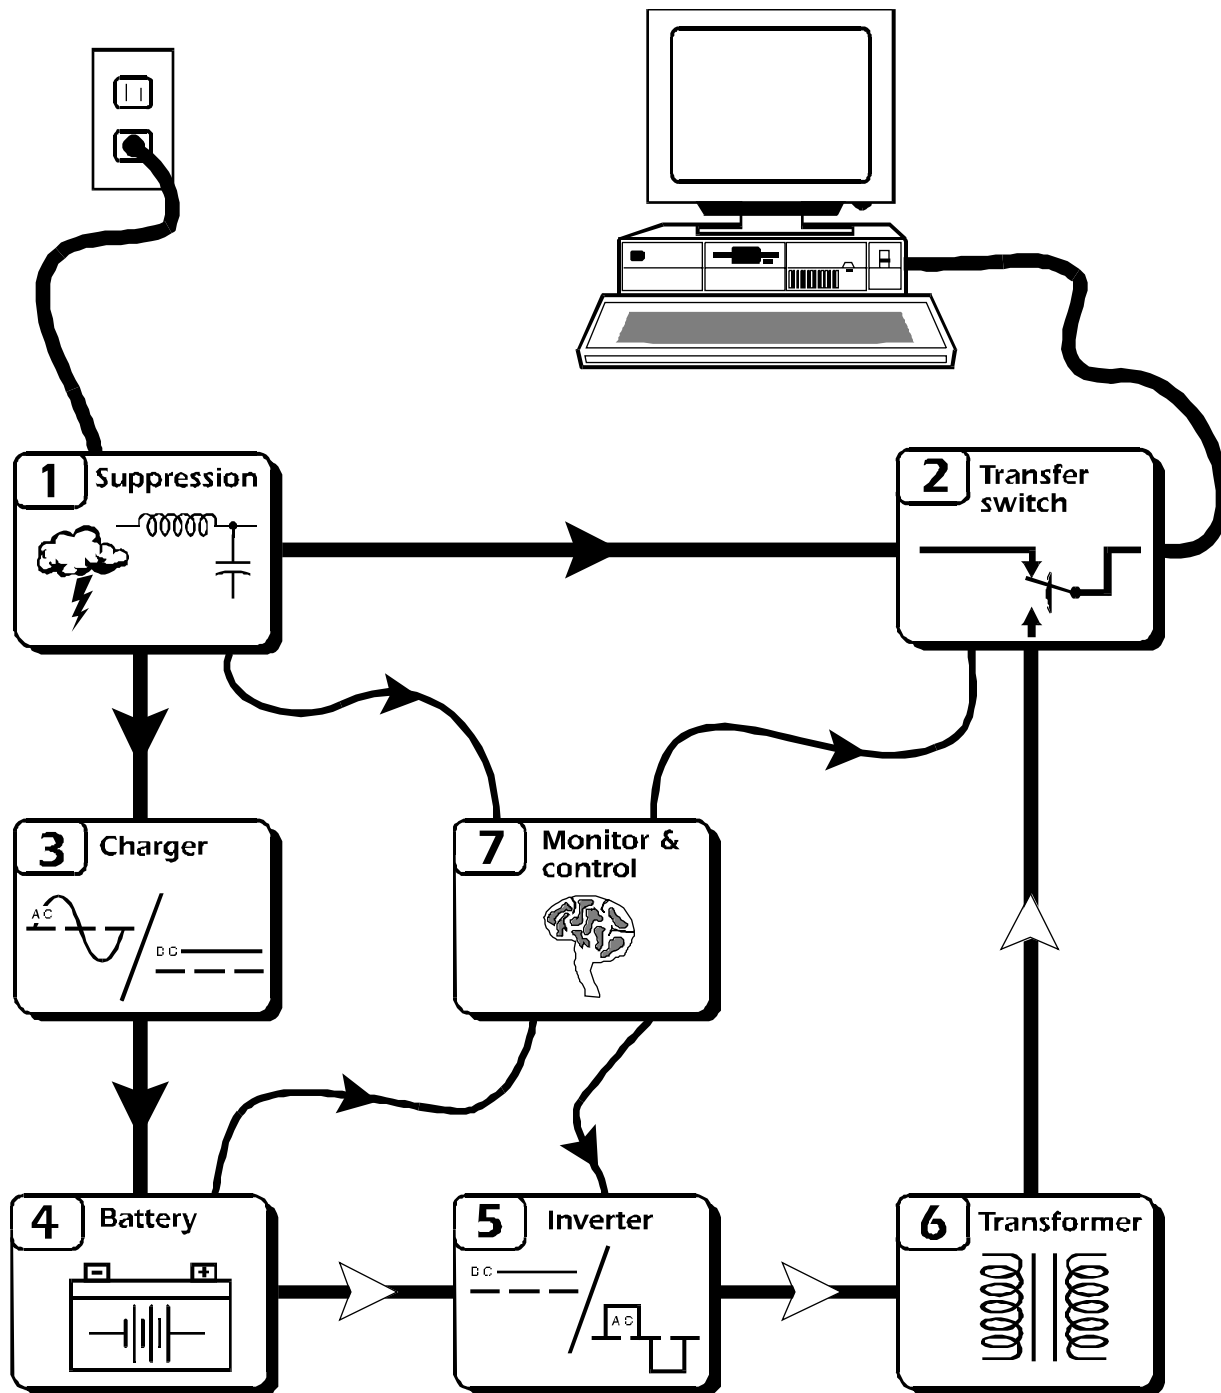 1 Suppression
2 Transfer
switch
3 Charger
AC
DC
7 Monitor &
control
4 Battery
- +
5 Inverter
DC
AC
6 Transformer